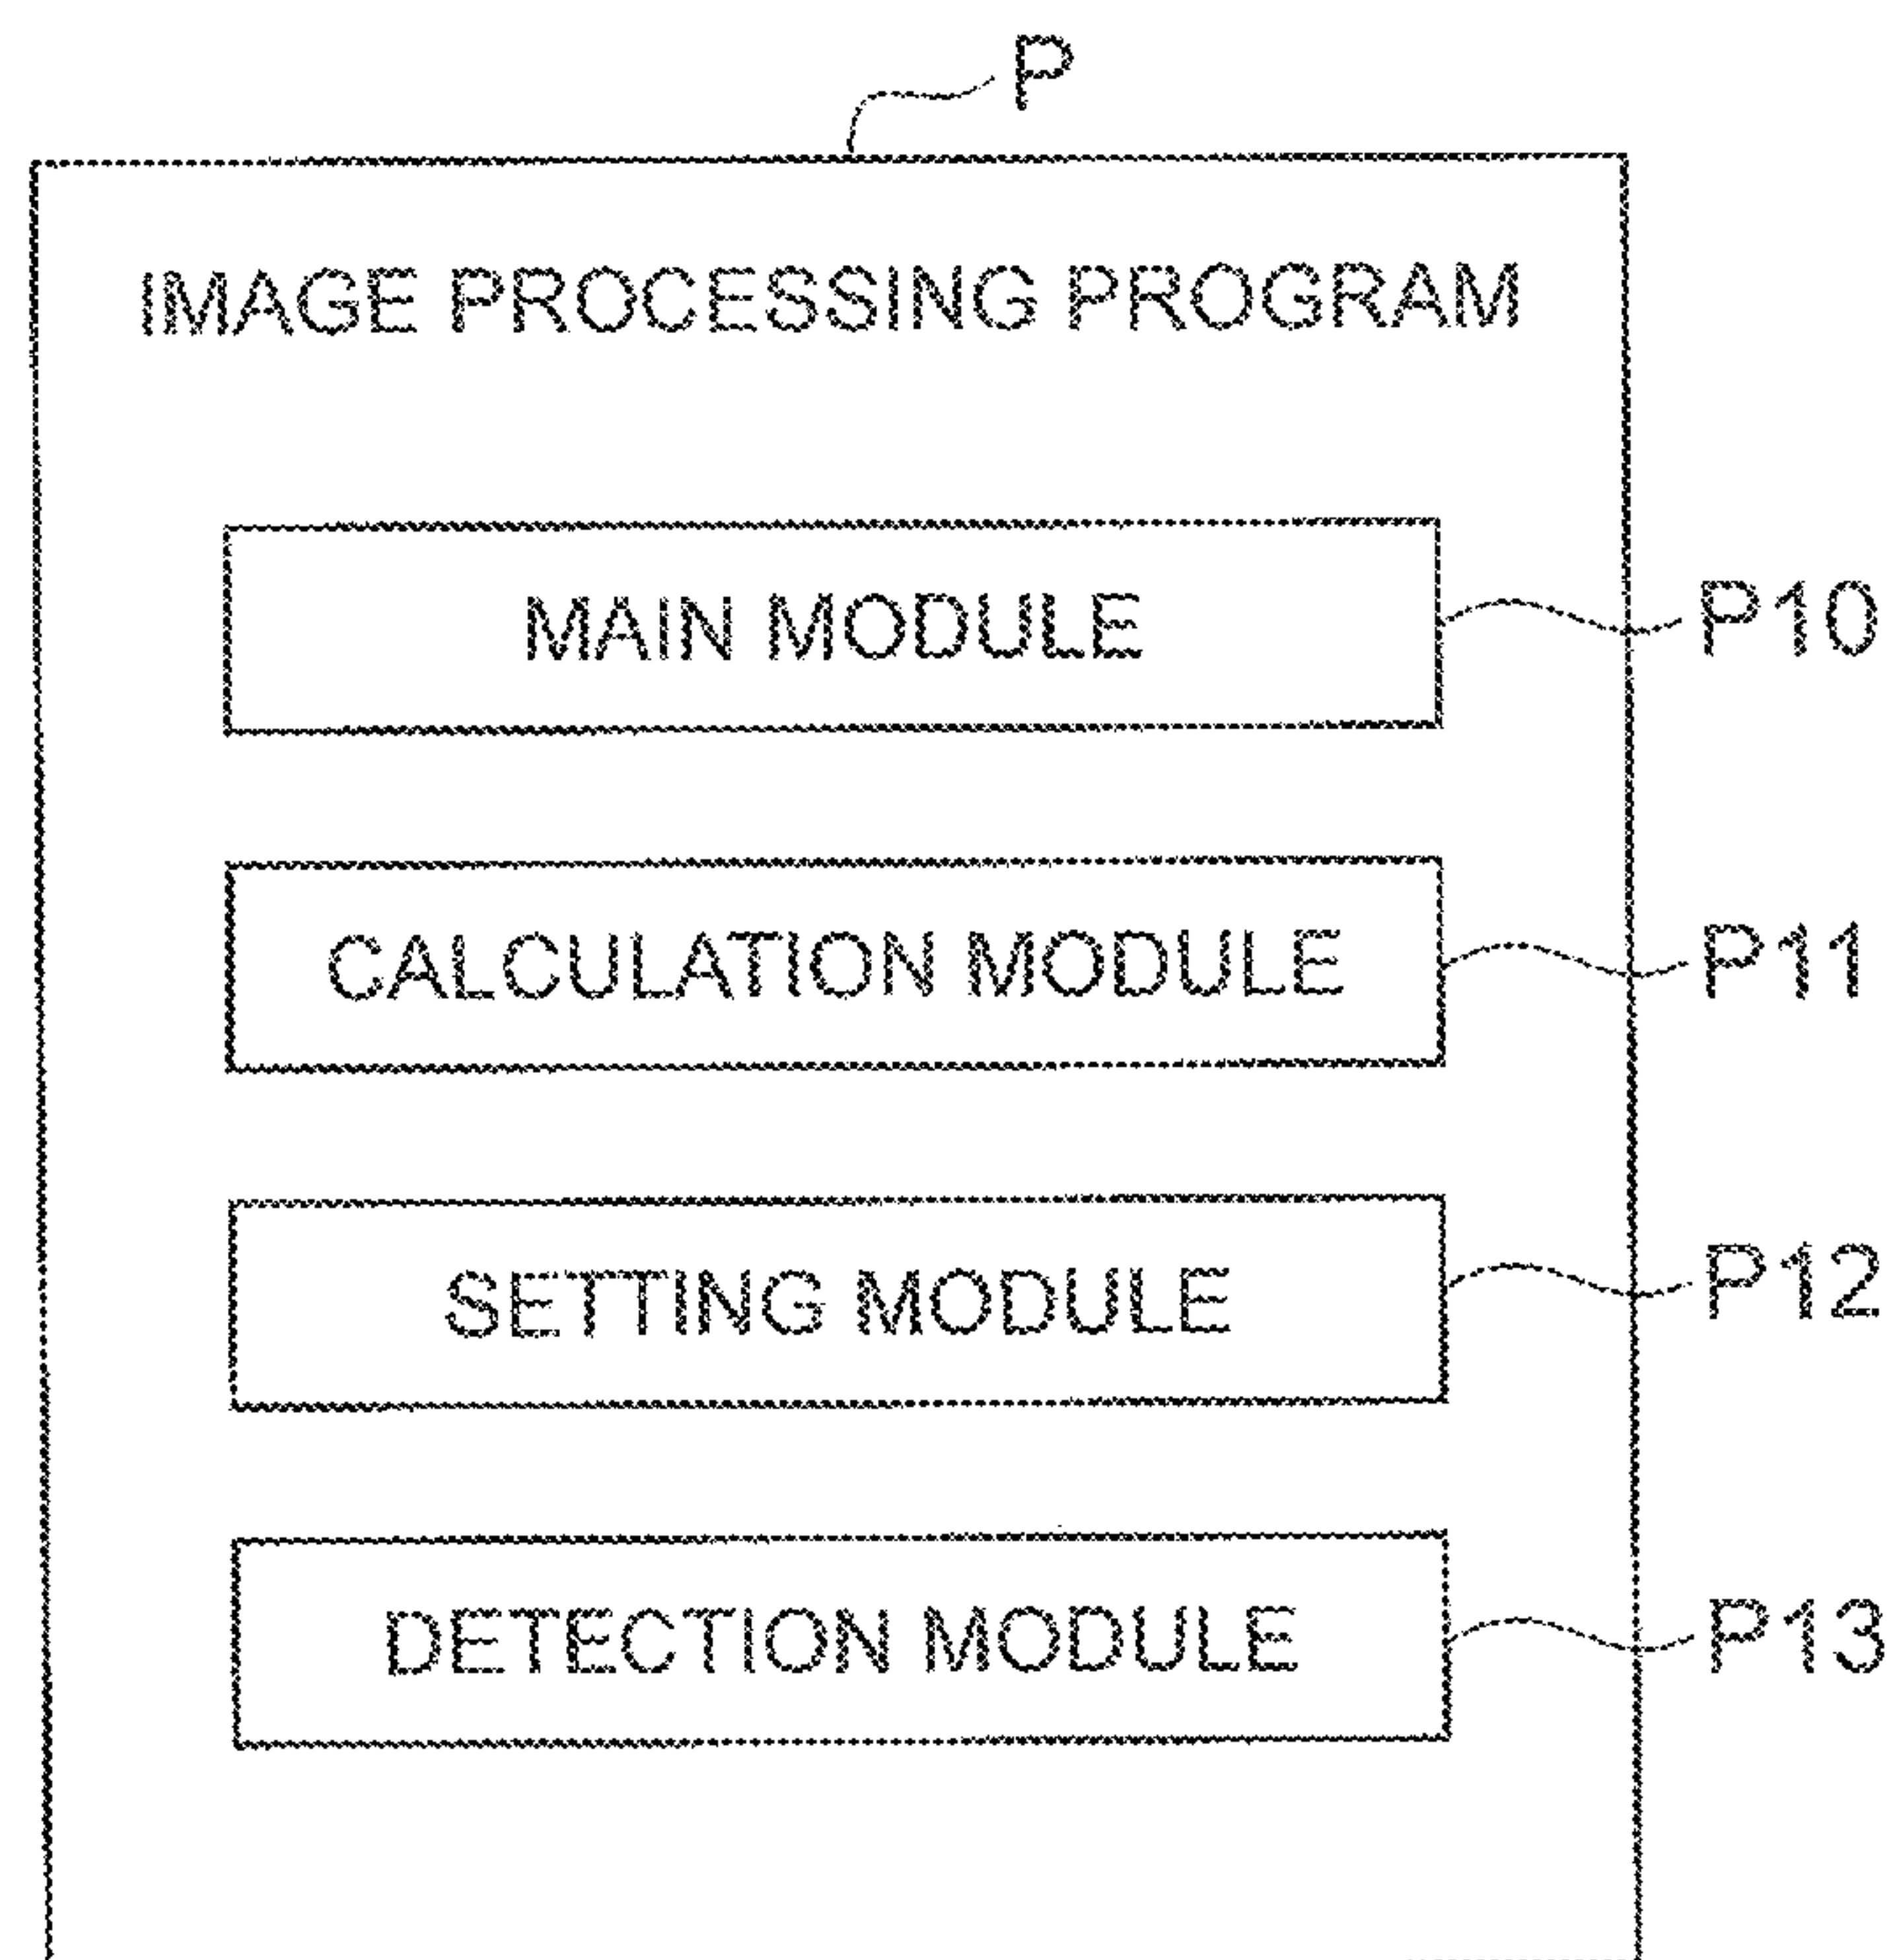 P
IMAGE PROCESSING PROGRAM
MAIN MODULE
P10
CALCULATION MODULE
P11
SETTING MODULE
P12
DETECTION MODULE
P13